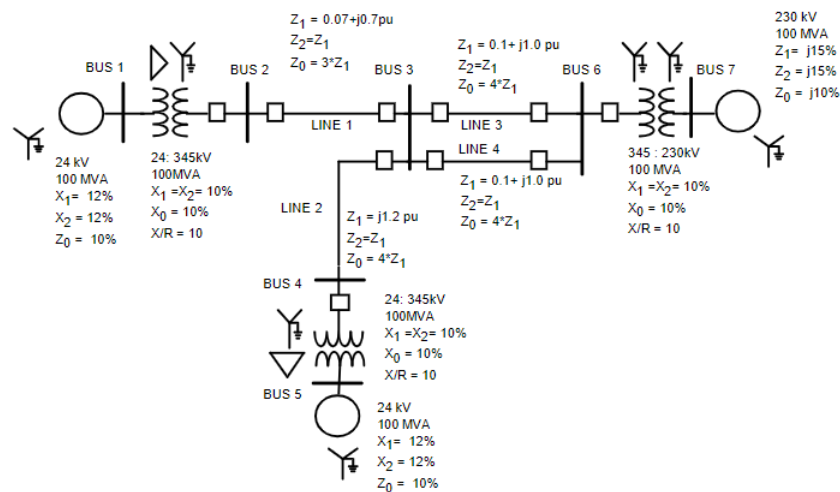 Z1 = 0.07+j0.7pu
Z2=Z1
Z0 = 3*Z1
Z1 = 0.1+ j1.0 pu
Z2=Z1
Z0 = 4*Z1
230 kV
100 MVA
Z1= j15%
Z2 = j15%
Z0 = j10%
BUS 1
BUS 2
BUS 3
BUS 6
BUS 7
LINE 1
LINE 3
LINE 4
24 kV
100 MVA
X1= 12%
X2 = 12%
Z0 = 10%
24: 345kV
100MVA
X1 =X2= 10%
X0 = 10%
X/R = 10
LINE 2
Z1 = j1.2 pu
Z2=Z1
Z0 = 4*Z1
Z1 = 0.1+ j1.0 pu
Z2=Z1
Z0 = 4*Z1
345 : 230kV
100 MVA
X1 =X2= 10%
X0 = 10%
X/R = 10
BUS 4
24: 345kV
100MVA
X1 =X2= 10%
X0 = 10%
X/R = 10
BUS 5
24 kV
100 MVA
X1= 12%
X2 = 12%
Z0 = 10%